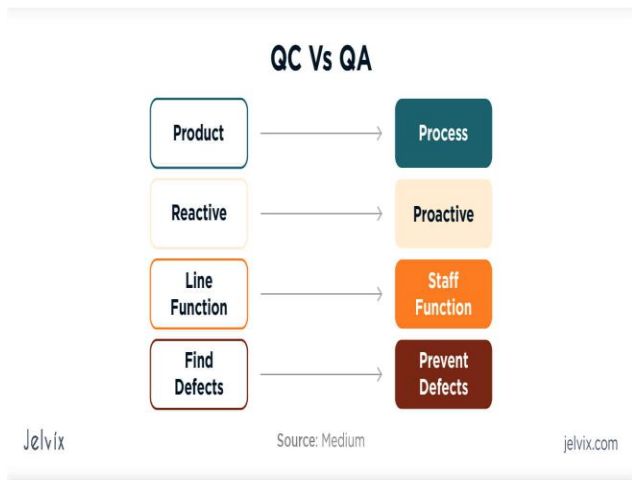 QC Vs QA
Product
Process
Reactive
Proactive
Line
Function
Staff
Function
Find
Defects
Prevent
Defects
Jelvix
Source: Medium
jelvix.com